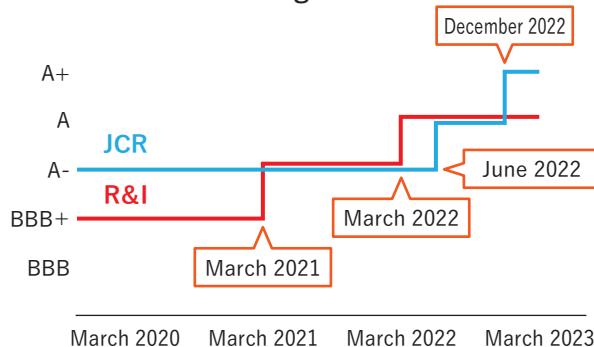 December 2022
A+
A
JCR
A-
June 2022
R&I
BBB+
March 2022
March 2021
BBB
March 2020
March 2021
March 2022
March 2023